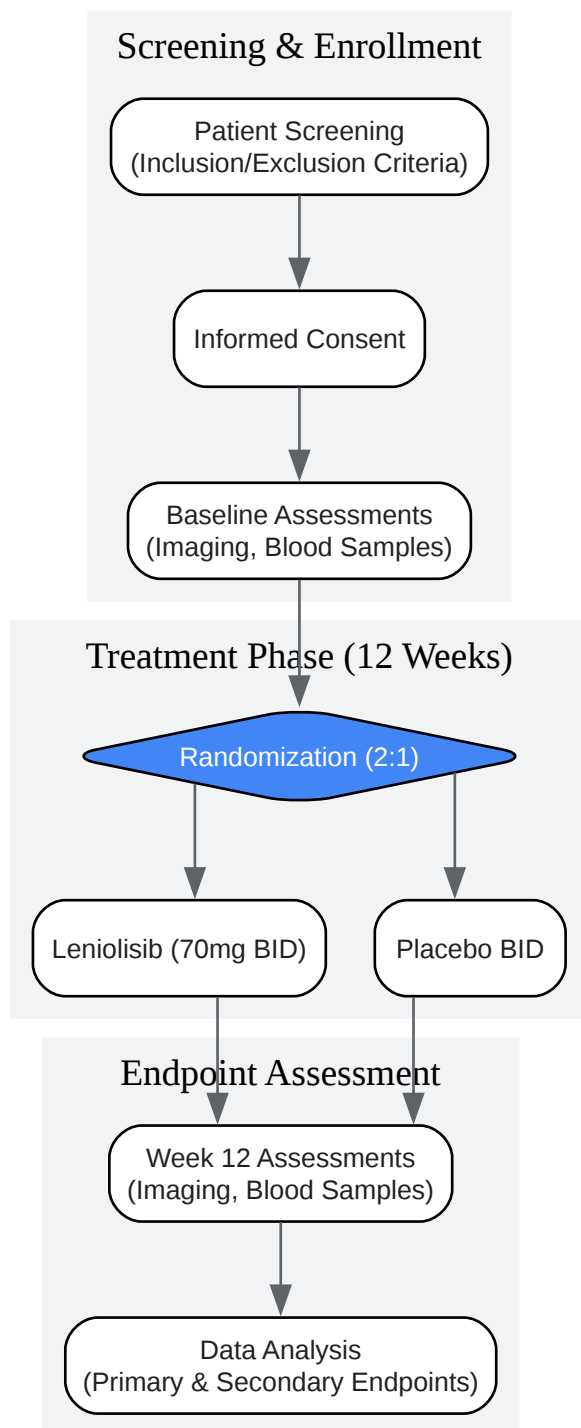 Screening & Enrollment
Patient Screening
(Inclusion/Exclusion Criteria)
Informed Consent
Baseline Assessments
(Imaging, Blood Samples)
Treatment Phase (12 Weeks)
Randomization (2:1)
Leniolisib (70mg BID)
Placebo BID
Endpoint Assessment
Week 12 Assessments
(Imaging, Blood Samples)
Data Analysis
(Primary & Secondary Endpoints)